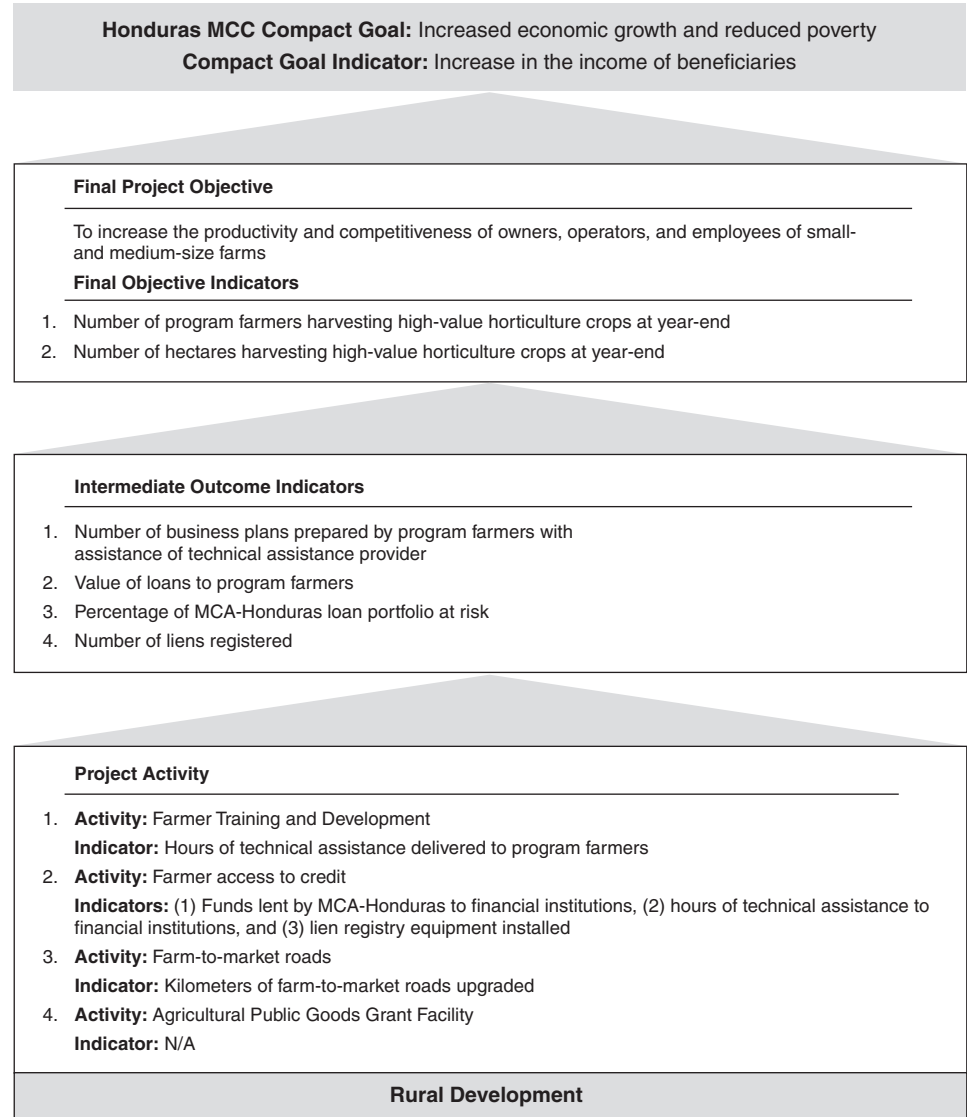 Honduras MCC Compact Goal: Increased economic growth and reduced poverty
Compact Goal Indicator: Increase in the income of beneficiaries
Final Project Objective
To increase the productivity and competitiveness of owners, operators, and employees of small-
and medium-size farms
Final Objective Indicators
1. Number of program farmers harvesting high-value horticulture crops at year-end
2. Number of hectares harvesting high-value horticulture crops at year-end
Intermediate Outcome Indicators
1. Number of business plans prepared by program farmers with
assistance of technical assistance provider
2. Value of loans to program farmers
3. Percentage of MCA-Honduras loan portfolio at risk
4. Number of liens registered
Project Activity
1. Activity: Farmer Training and Development
Indicator: Hours of technical assistance delivered to program farmers
2. Activity: Farmer access to credit
Indicators: (1) Funds lent by MCA-Honduras to financial institutions, (2) hours of technical assistance to
financial institutions, and (3) lien registry equipment installed
3. Activity: Farm-to-market roads
Indicator: Kilometers of farm-to-market roads upgraded
4. Activity: Agricultural Public Goods Grant Facility
Indicator: N/A
Rural Development